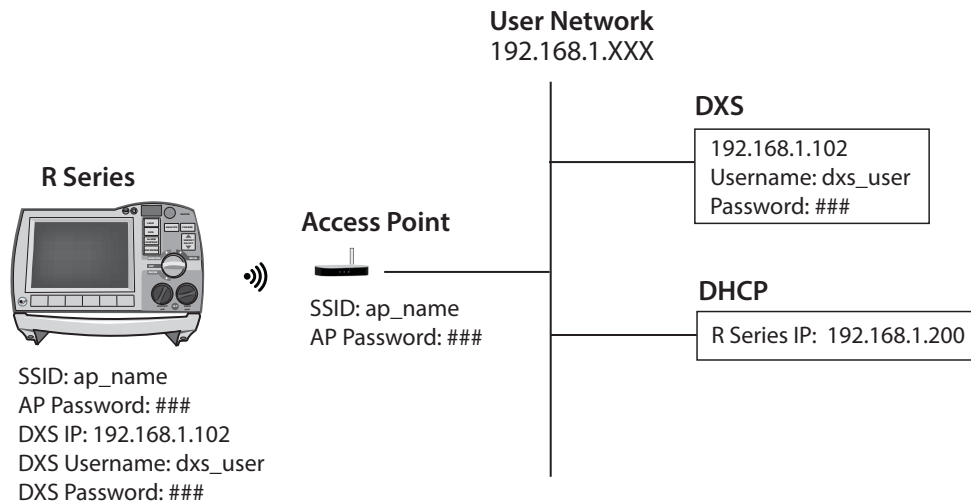 User Network
192.168.1.XXX
DXS
192.168.1.102
Username: dxs_user
Password: ###
R Series
Access Point
SSID: ap_name
AP Password: ###
DHCP
R Series IP: 192.168.1.200
SSID: ap_name
AP Password: ###
DXS IP: 192.168.1.102
DXS Username: dxs_user
DXS Password: ###